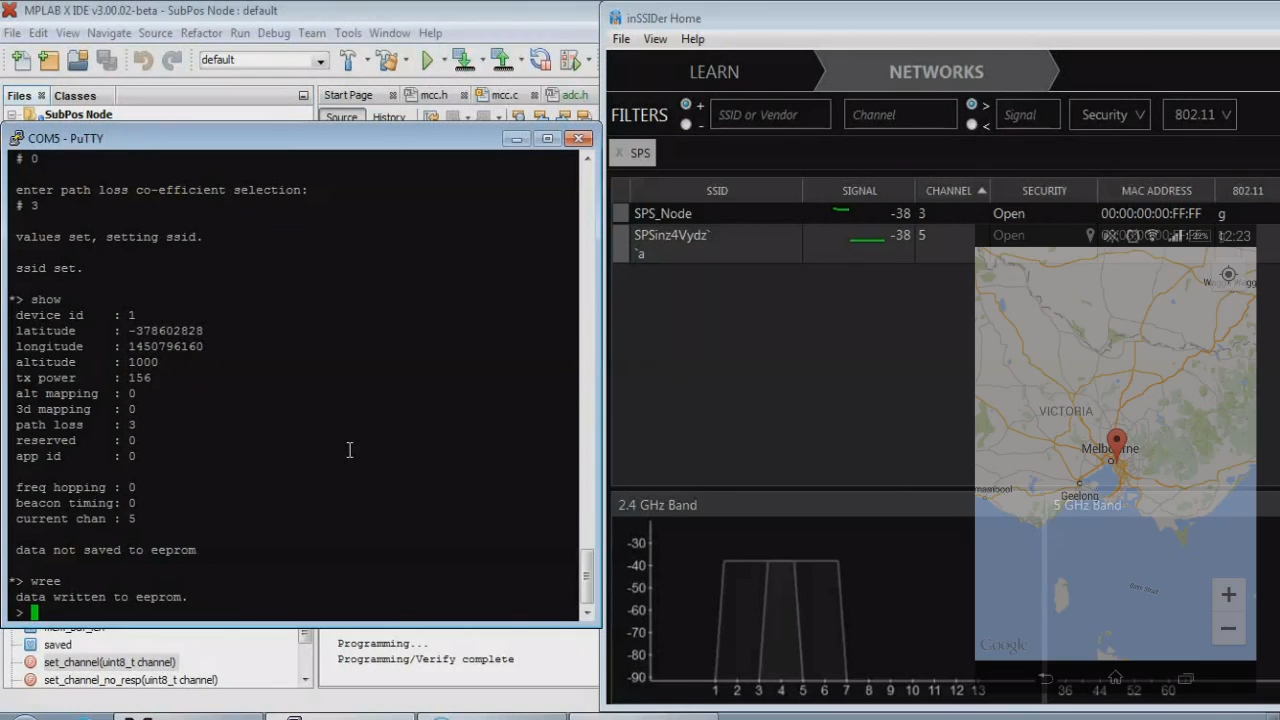 MPLAB X IDE v3.00.02-beta - SubPos Node : default
File Edit View Navigate Source Refactor Run Debug Team Tools Window Help
default
Files Classes
Start Page mcc.h mcc.c adc.h
SubPos Node
Source History
COM5 - PuTTY
# 0
enter path loss co-efficient selection:
# 3
values set, setting ssid.
ssid set.
*> show
device id : 1
latitude : -378602828
longitude : 1450796160
altitude : 1000
tx power : 156
alt mapping : 0
3d mapping : 0
path loss : 3
reserved : 0
app id : 0
freq hopping : 0
beacon timing: 0
current chan : 5
data not saved to eeprom
*> wree
data written to eeprom.
>
saved
set_channel(uint8_t channel)
set_channel_no_resp(uint8_t channel)
Programming...
Programming/Verify complete
inSSIDer Home
File View Help
LEARN NETWORKS
FILTERS + - SSID or Vendor Channel > < Signal Security 802.11
x SPS
SSID SIGNAL CHANNEL SECURITY MAC ADDRESS 802.11
SPS_Node -38 3 Open 00:00:00:00:FF:FF g
SPSinz4Vydz` -38 5 Open
`a
12:23
VICTORIA
Melbourne
Geelong
Google
+
−
2.4 GHz Band 5 GHz Band
-30
-40
-50
-60
-70
-80
-90
1 2 3 4 5 6 7 8 9 10 11 12 13 36 44 52 60